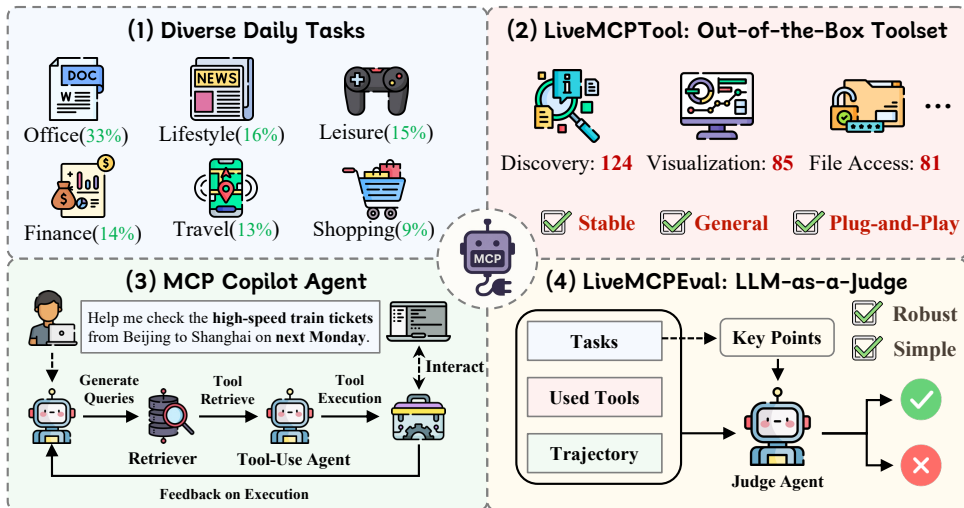 (1) Diverse Daily Tasks
DOC
W
Office(33%)
NEWS
Lifestyle(16%)
Leisure(15%)
Finance(14%)
Travel(13%)
Shopping(9%)
(2) LiveMCPTool: Out-of-the-Box Toolset
Discovery: 124
Visualization: 85
File Access: 81
...
Stable
General
Plug-and-Play
MCP
(3) MCP Copilot Agent
Help me check the high-speed train tickets
from Beijing to Shanghai on next Monday.
Interact
Generate
Queries
Tool
Retrieve
Tool
Execution
Retriever
Tool-Use Agent
Feedback on Execution
(4) LiveMCPEval: LLM-as-a-Judge
Tasks
Used Tools
Trajectory
Key Points
Robust
Simple
Judge Agent